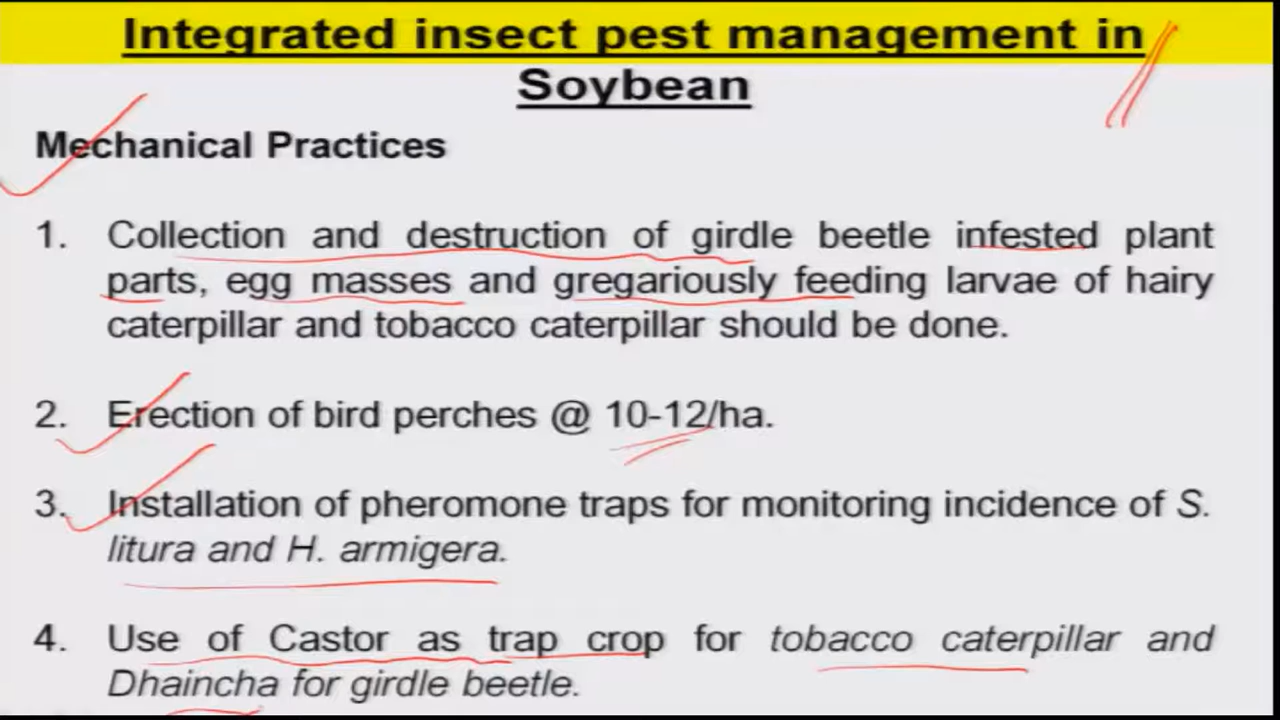 Integrated insect pest management in
Soybean
Mechanical Practices
1. Collection and destruction of girdle beetle infested plant
parts, egg masses and gregariously feeding larvae of hairy
caterpillar and tobacco caterpillar should be done.
2. Erection of bird perches @ 10-12/ha.
3. Installation of pheromone traps for monitoring incidence of S.
litura and H. armigera.
4. Use of Castor as trap crop for tobacco caterpillar and
Dhaincha for girdle beetle.